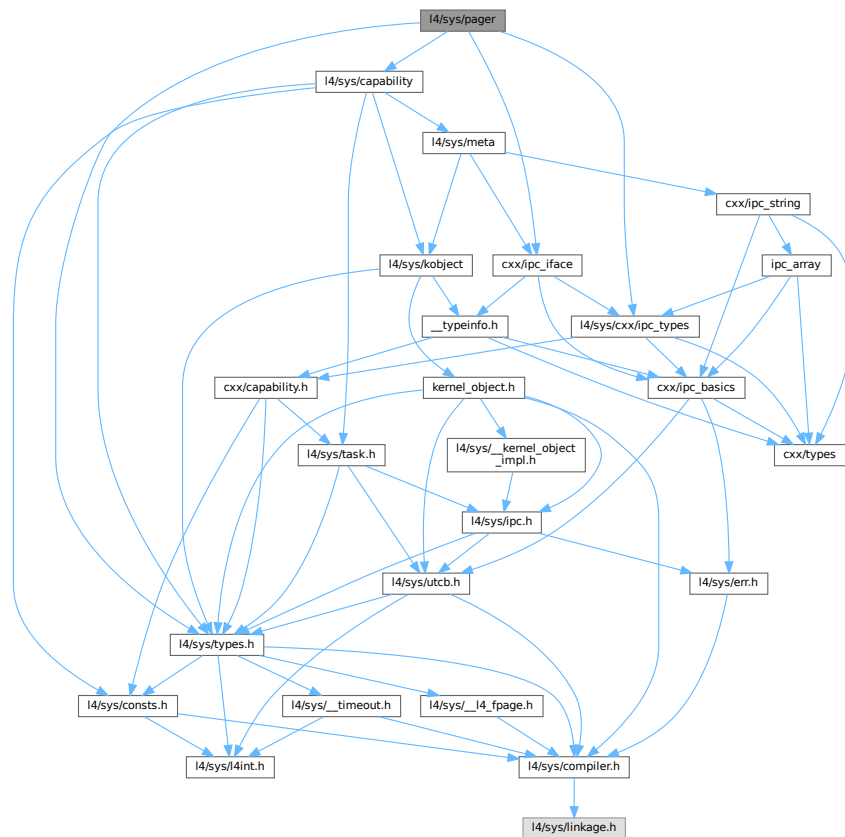 l4/sys/pager
l4/sys/capability
l4/sys/meta
cxx/ipc_string
l4/sys/kobject
cxx/ipc_iface
ipc_array
__typeinfo.h
l4/sys/cxx/ipc_types
cxx/capability.h
kernel_object.h
cxx/ipc_basics
l4/sys/task.h
l4/sys/__kernel_object
_impl.h
cxx/types
l4/sys/ipc.h
l4/sys/utcb.h
l4/sys/err.h
l4/sys/types.h
l4/sys/consts.h
l4/sys/__timeout.h
l4/sys/__l4_fpage.h
l4/sys/l4int.h
l4/sys/compiler.h
l4/sys/linkage.h